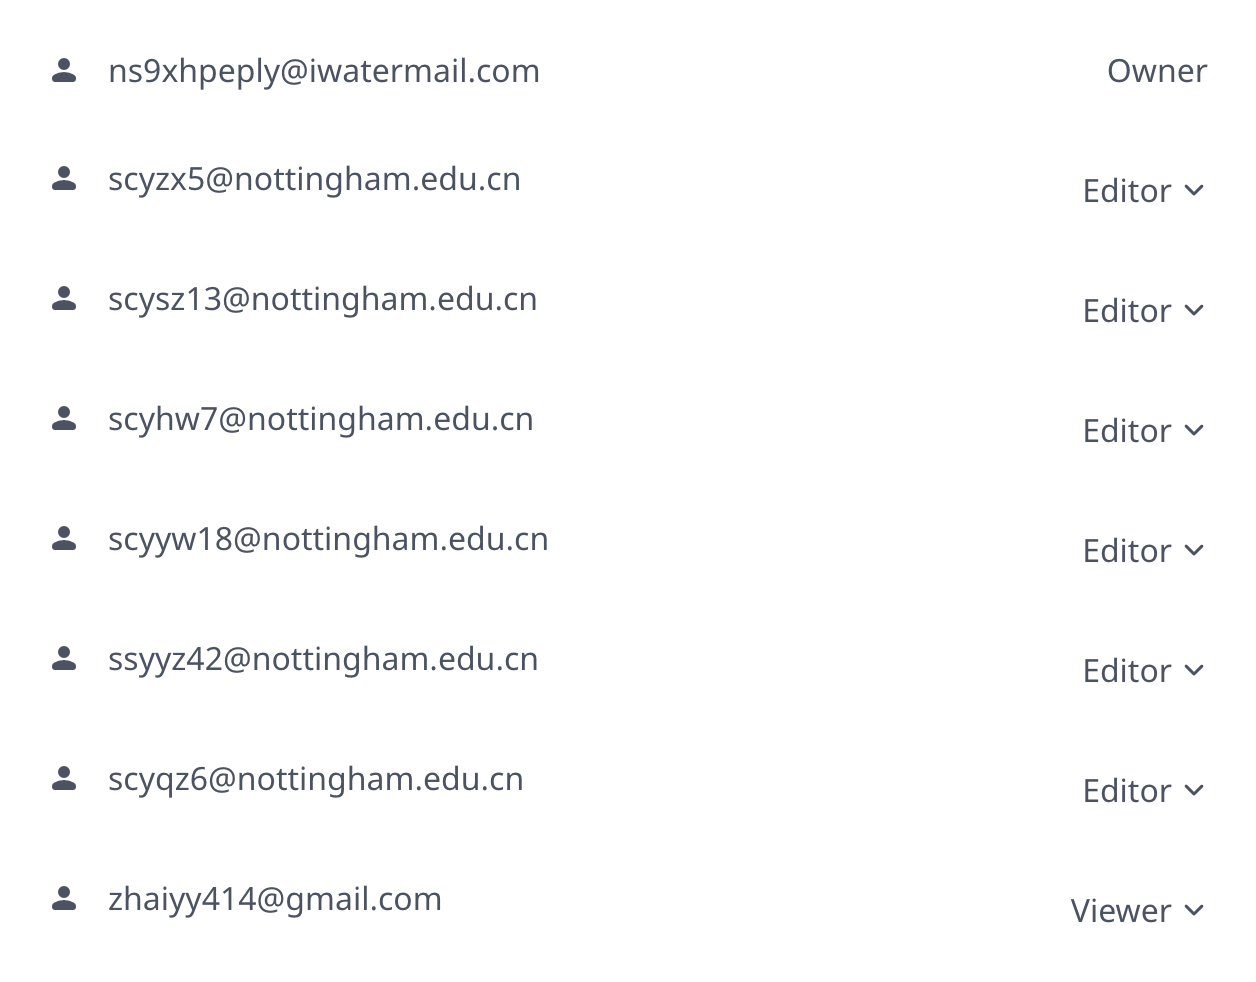 ns9xhpeply@iwatermail.com Owner
scyzx5@nottingham.edu.cn Editor
scysz13@nottingham.edu.cn Editor
scyhw7@nottingham.edu.cn Editor
scyyw18@nottingham.edu.cn Editor
ssyyz42@nottingham.edu.cn Editor
scyqz6@nottingham.edu.cn Editor
zhaiyy414@gmail.com Viewer